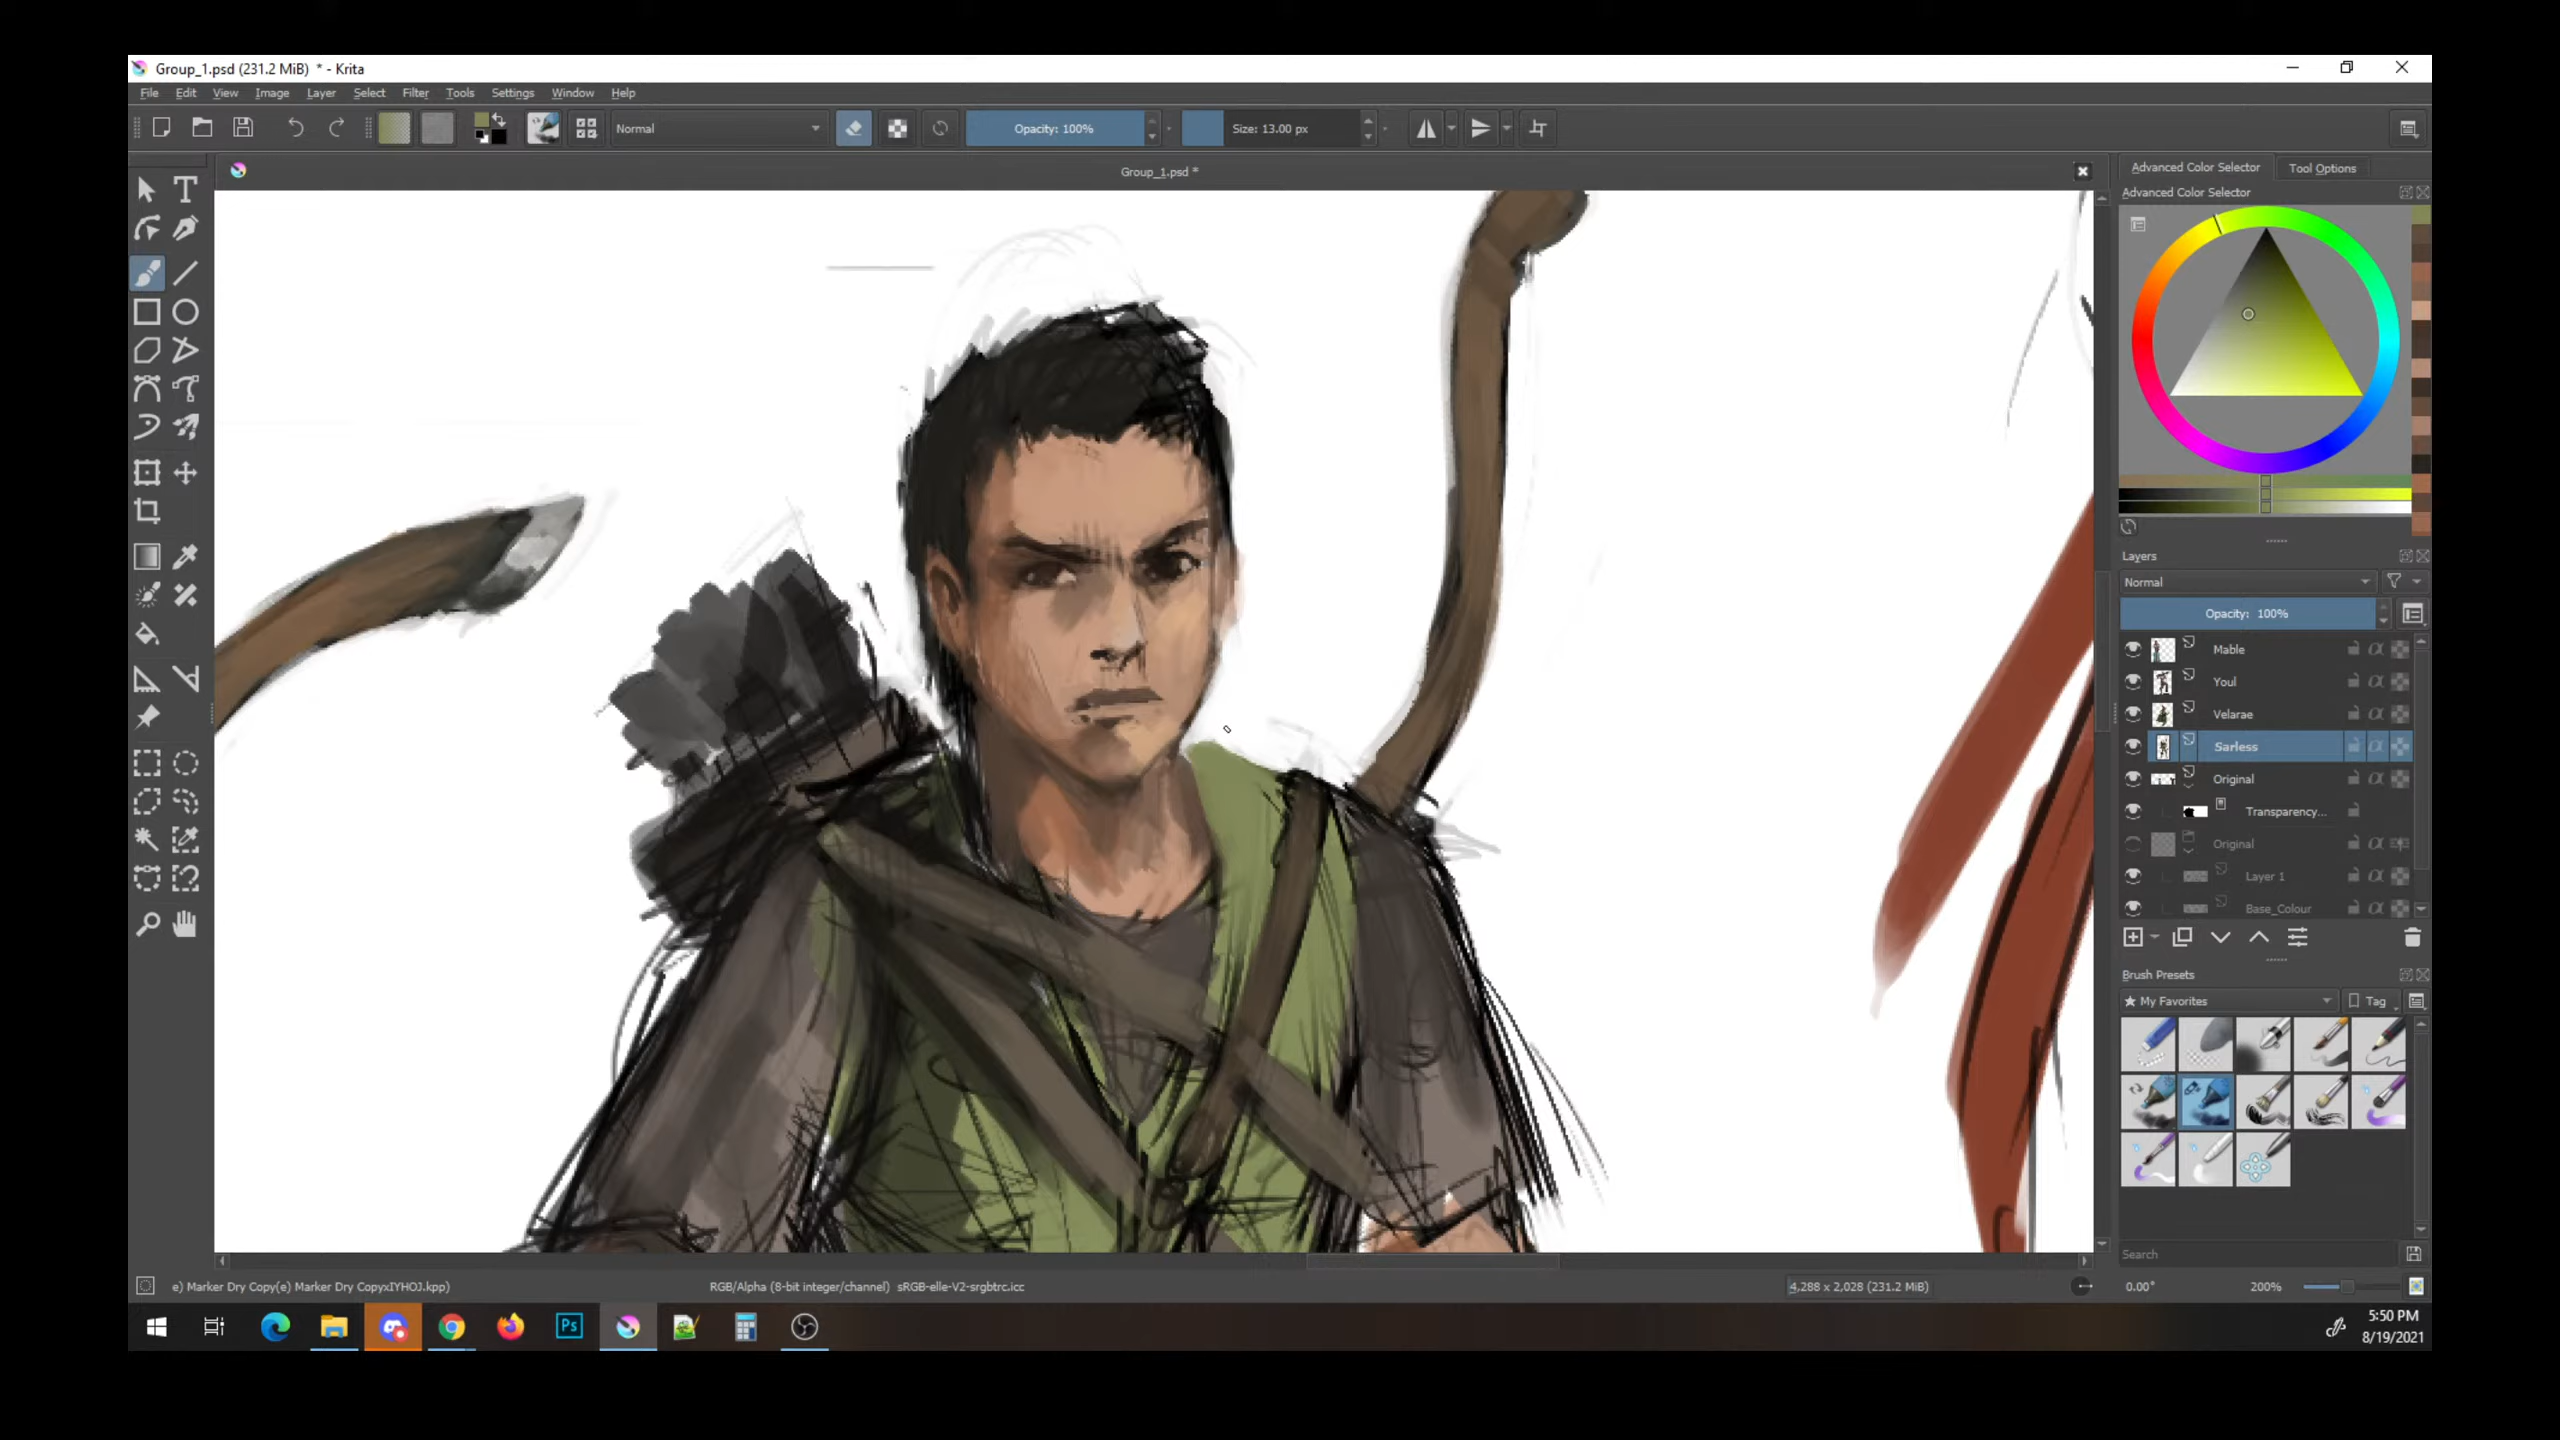 Group_1.psd (231.2 MiB) * - Krita
File Edit View Image Layer Select Filter Tools Settings Window Help
Normal Opacity: 100% Size: 13.00 px
Group_1.psd *
Advanced Color Selector Tool Options
Advanced Color Selector
Layers
Normal
Opacity: 100%
Mable
Youl
Velarae
Sarless
Original
Transparency...
Original
Layer 1
Base_Colour
Brush Presets
★ My Favorites Tag
Search
e) Marker Dry Copy(e) Marker Dry CopyxIYHOJ.kpp) RGB/Alpha (8-bit integer/channel) sRGB-elle-V2-srgbtrc.icc 4,288 x 2,028 (231.2 MiB) 0.00° 200%
Ps
5:50 PM
8/19/2021